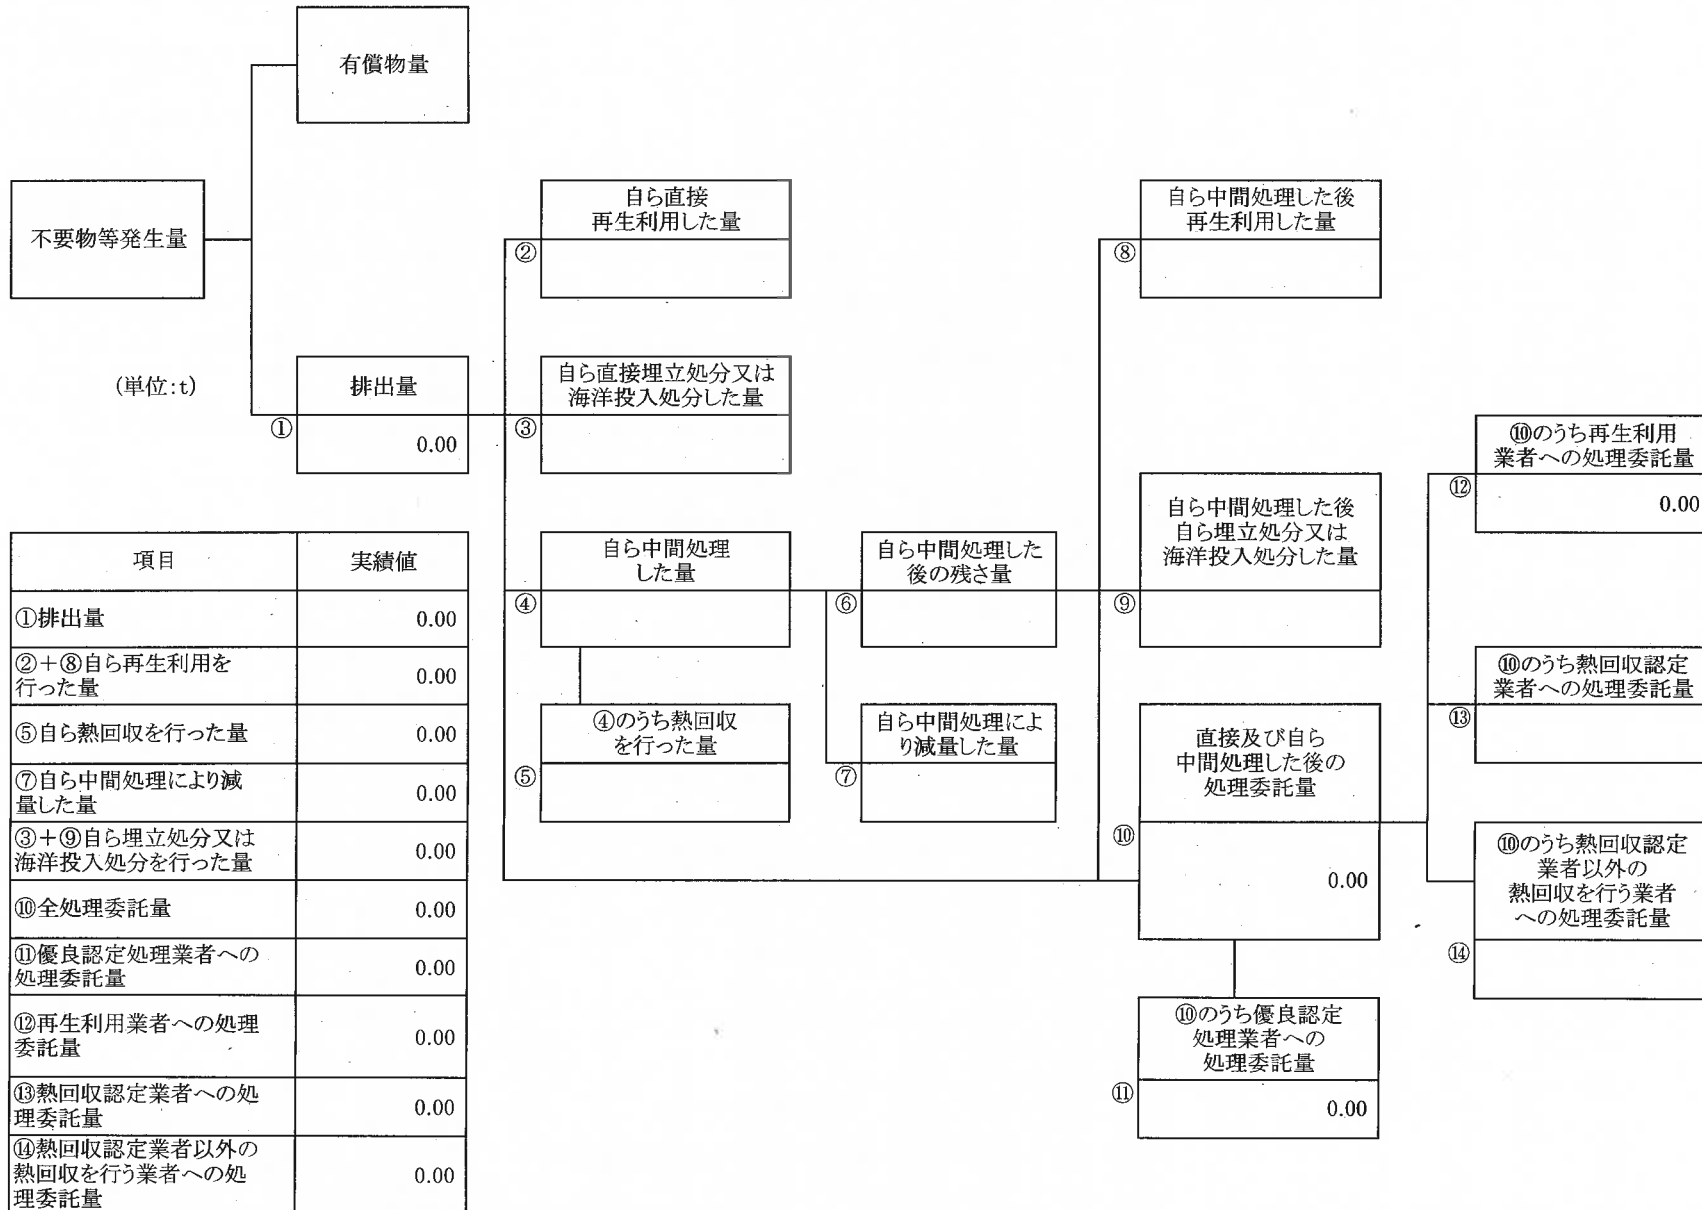 有償物量
不要物等発生量
(単位:t)
排出量
①
0.00
自ら直接
再生利用した量
②
自ら直接埋立処分又は
海洋投入処分した量
③
自ら中間処理
した量
④
④のうち熱回収
を行った量
⑤
自ら中間処理した
後の残さ量
⑥
自ら中間処理によ
り減量した量
⑦
自ら中間処理した後
再生利用した量
⑧
自ら中間処理した後
自ら埋立処分又は
海洋投入処分した量
⑨
直接及び自ら
中間処理した後の
処理委託量
⑩
0.00
⑩のうち優良認定
処理業者への
処理委託量
⑪
0.00
⑩のうち再生利用
業者への処理委託量
⑫
0.00
⑩のうち熱回収認定
業者への処理委託量
⑬
⑩のうち熱回収認定
業者以外の
熱回収を行う業者
への処理委託量
⑭
項目 実績値
①排出量 0.00
②+⑧自ら再生利用を
行った量 0.00
⑤自ら熱回収を行った量 0.00
⑦自ら中間処理により減
量した量 0.00
③+⑨自ら埋立処分又は
海洋投入処分を行った量 0.00
⑩全処理委託量 0.00
⑪優良認定処理業者への
処理委託量 0.00
⑫再生利用業者への処理
委託量 0.00
⑬熱回収認定業者への処
理委託量 0.00
⑭熱回収認定業者以外の
熱回収を行う業者への処
理委託量 0.00